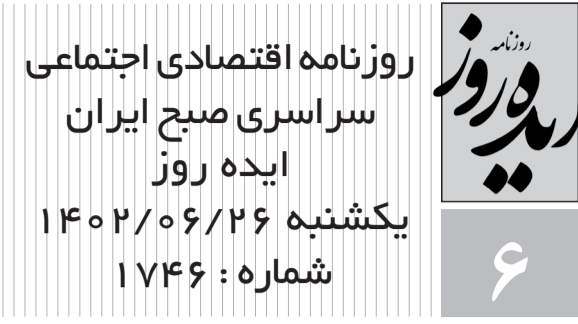 روزنامه
ایده روز
روزنامه اقتصادی اجتماعی
سراسری صبح ایران
ایده روز
یکشنبه ۱۴۰۲/۰۶/۲۶
شماره : ۱۷۴۶
۶